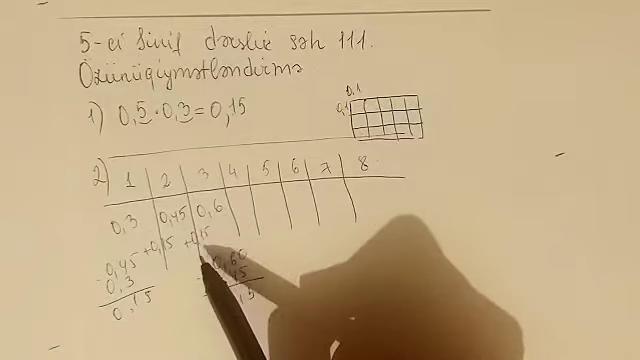 5-ci sinif dərslik səh 111.
Özünüqiymətləndirmə
1) 0,5 · 0,3 = 0,15
0,1
0,1
2) 1 2 3 4 5 6 7 8
0,3 0,45 0,6
+0,15 +0,15
-0,45
0,3
0,15
0,60